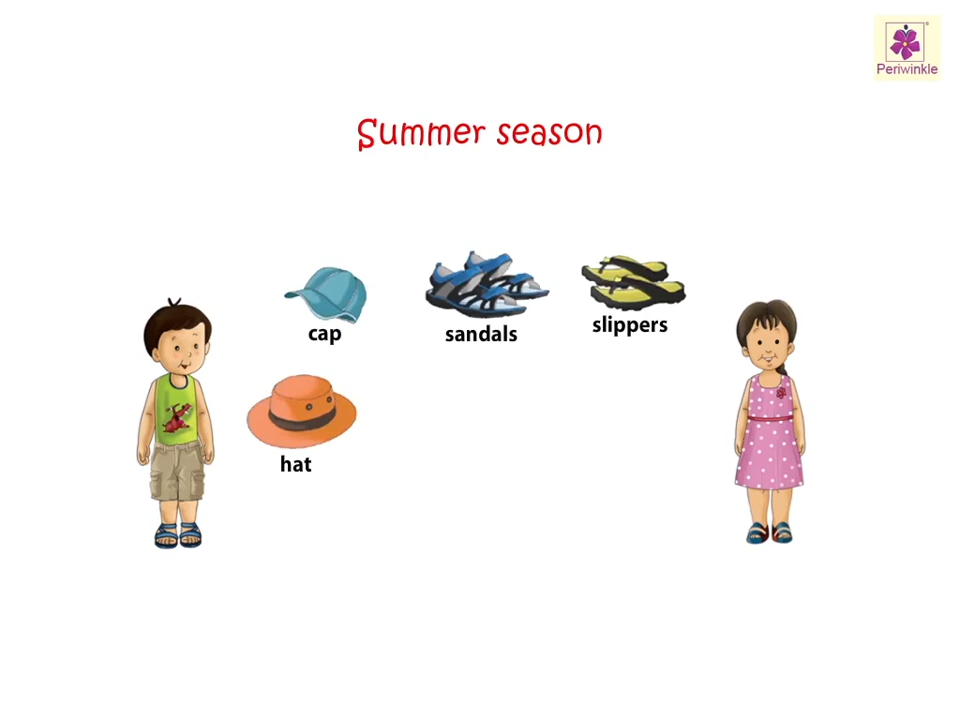 Periwinkle
Summer season
cap
sandals
slippers
hat